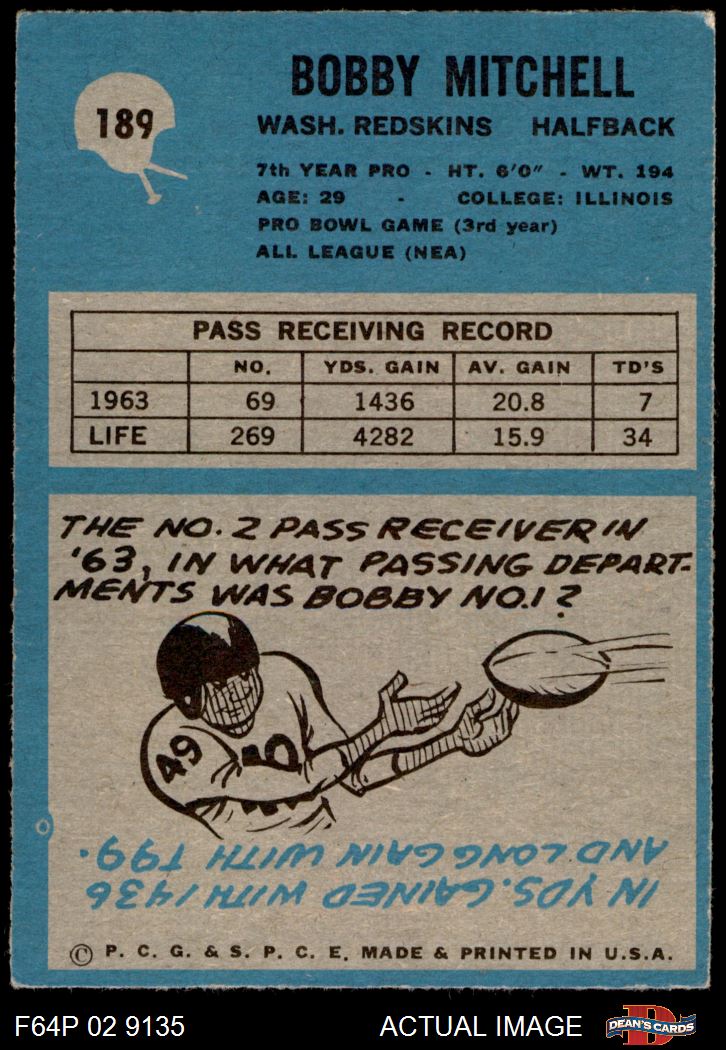 189
BOBBY MITCHELL
WASH. REDSKINS HALFBACK
7th YEAR PRO - HT. 6'0" - WT. 194
AGE: 29 - COLLEGE: ILLINOIS
PRO BOWL GAME (3rd year)
ALL LEAGUE (NEA)
PASS RECEIVING RECORD
NO. YDS. GAIN AV. GAIN TD'S
1963 69 1436 20.8 7
LIFE 269 4282 15.9 34
THE NO. 2 PASS RECEIVER IN
'63, IN WHAT PASSING DEPART-
MENTS WAS BOBBY NO. 1?
49
IN YDS. GAINED WITH 1436
AND LONG GAIN WITH T99.
© P. C. G. & S. P. C. E. MADE & PRINTED IN U.S.A.
F64P 02 9135 ACTUAL IMAGE
DEAN'S CARDS